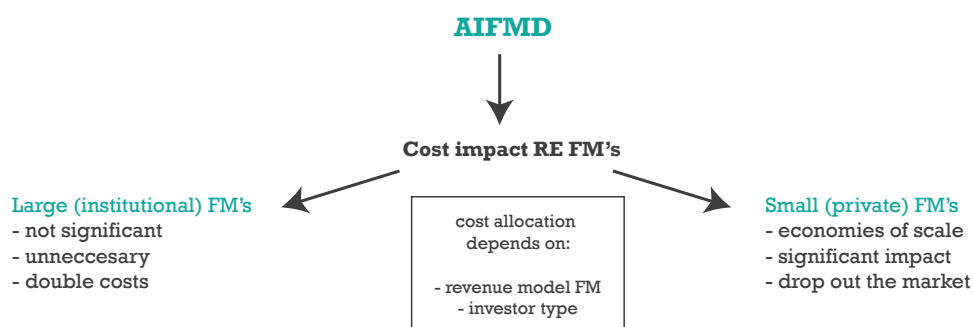 AIFMD
Cost impact RE FM's
Large (institutional) FM's
- not significant
- unneccesary
- double costs
cost allocation
depends on:
- revenue model FM
- investor type
Small (private) FM's
- economies of scale
- significant impact
- drop out the market